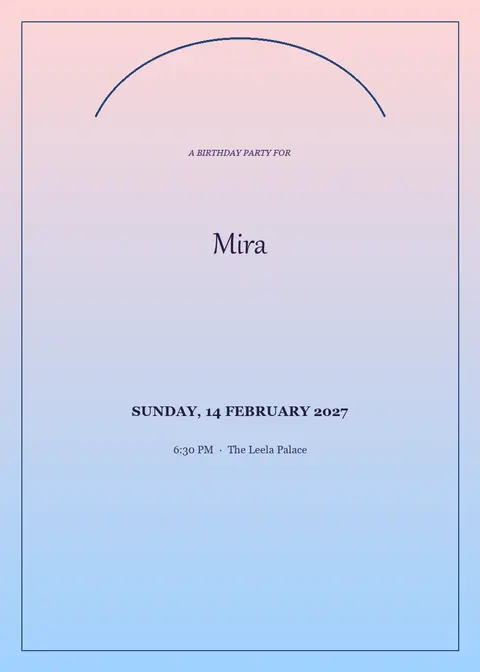 A BIRTHDAY PARTY FOR
Mira
SUNDAY, 14 FEBRUARY 2027
6:30 PM · The Leela Palace